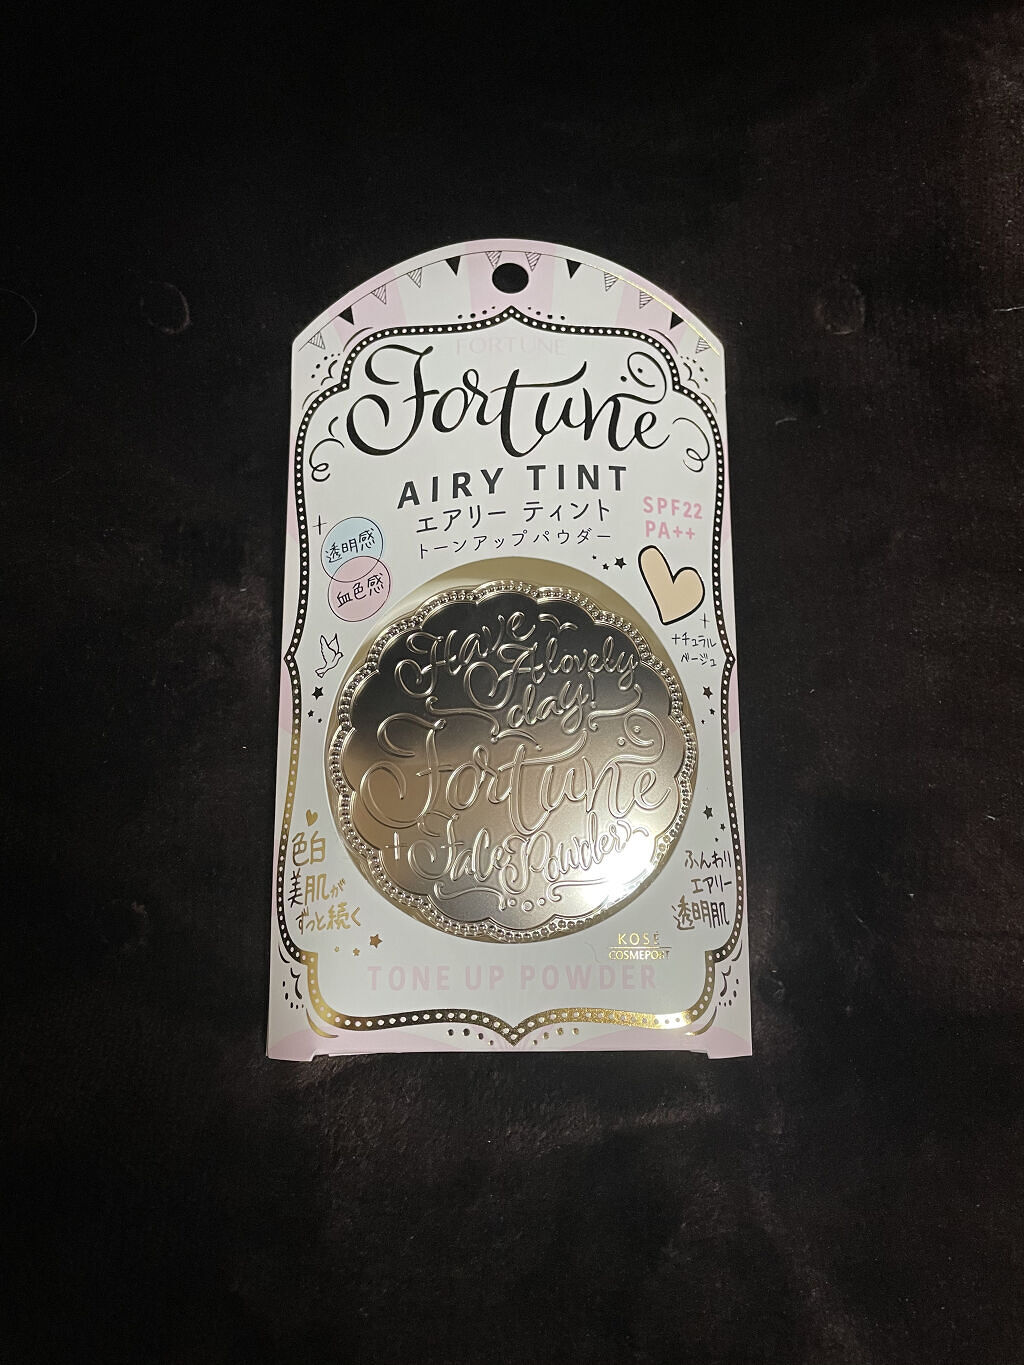 FORTUNE
Fortune
AIRY TINT
エアリー ティント
トーンアップパウダー
SPF22
PA++
透明感
血色感
ナチュラル
ベージュ
Have
A lovely
day!
Fortune
+ Face Powder
色白
美肌が
ずっと続く
ふんわり
エアリー
透明肌
KOSÉ
COSMEPORT
TONE UP POWDER